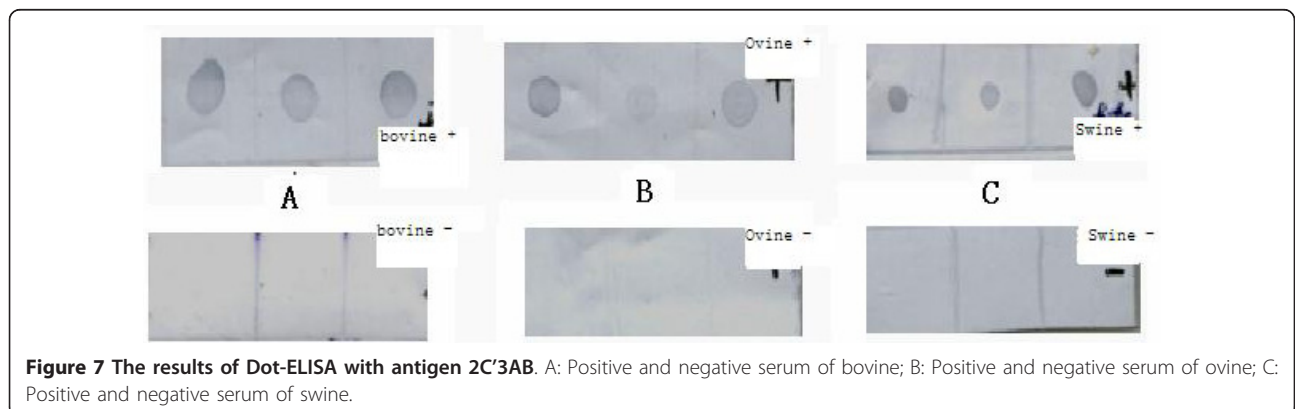 Ovine +
bovine +
Swine +
A
B
C
bovine -
Ovine -
Swine -
Figure 7 The results of Dot-ELISA with antigen 2C'3AB. A: Positive and negative serum of bovine; B: Positive and negative serum of ovine; C:
Positive and negative serum of swine.